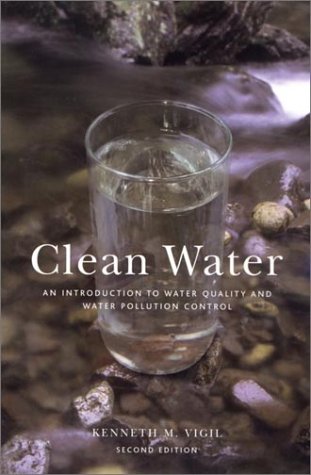 Clean Water
AN INTRODUCTION TO WATER QUALITY AND
WATER POLLUTION CONTROL
KENNETH M. VIGIL
SECOND EDITION